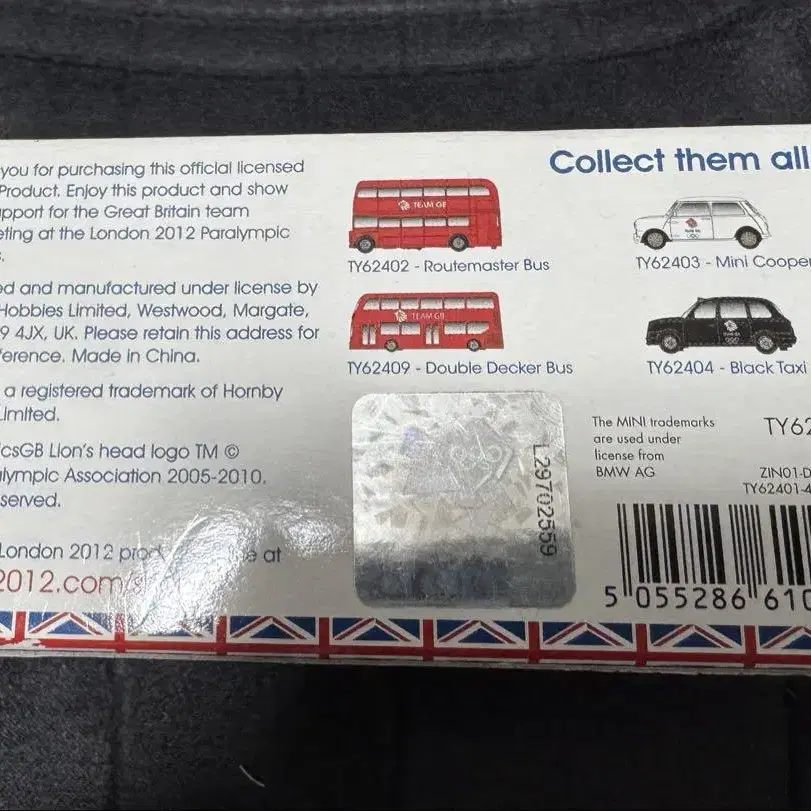 you for purchasing this official licensed
Product. Enjoy this product and show
pport for the Great Britain team
eting at the London 2012 Paralympic
ed and manufactured under license by
Hobbies Limited, Westwood, Margate,
9 4JX, UK. Please retain this address for
erence. Made in China.
a registered trademark of Hornby
Limited.
csGB Lion's head logo TM ©
lympic Association 2005-2010.
served.
London 2012 prod at
2012.com/s
Collect them all
TEAM GB
TY62402 - Routemaster Bus
TY62403 - Mini Cooper
TEAM GB
TY62409 - Double Decker Bus
TY62404 - Black Taxi
L29702559
The MINI trademarks
are used under
license from
BMW AG
TY62
ZIN01-D
TY62401-4
5 055286 610